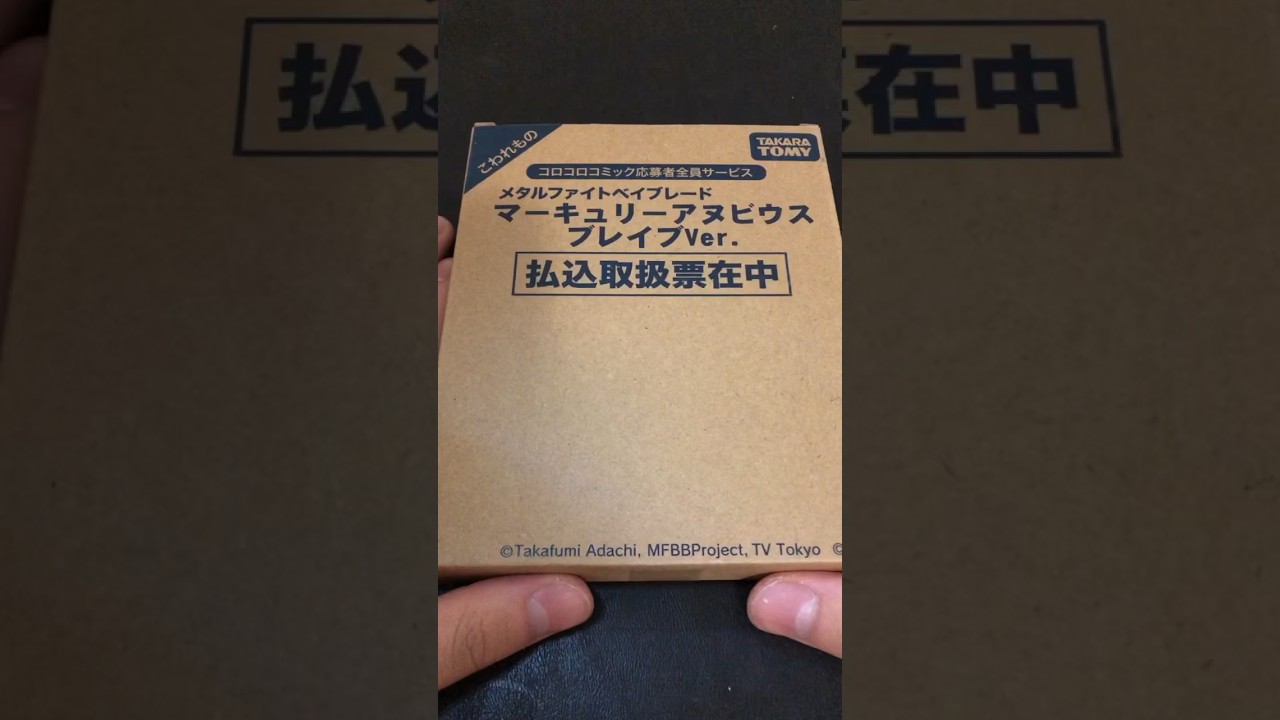 こわれもの
TAKARA
TOMY
コロコロコミック応募者全員サービス
メタルファイトベイブレード
マーキュリーアヌビウス
ブレイブVer.
払込取扱票在中
©Takafumi Adachi, MFBBProject, TV Tokyo ©